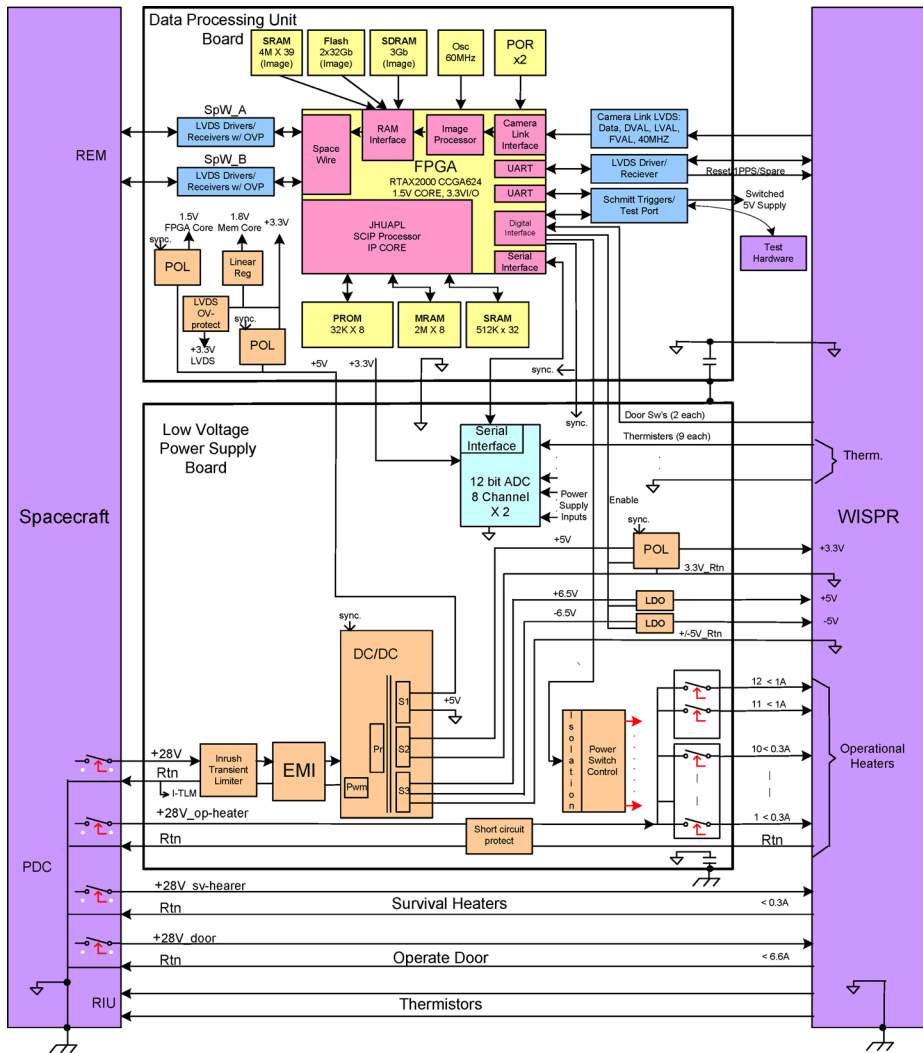 Data Processing Unit
Board
SRAM
4M X 39
(Image)
Flash
2x32Gb
(Image)
SDRAM
3Gb
(Image)
Osc
60MHz
POR
x2
SpW_A
LVDS Drivers/
Receivers w/ OVP
REM
SpW_B
LVDS Drivers/
Receivers w/ OVP
Space
Wire
RAM
Interface
Image
Processor
Camera
Link
Interface
FPGA
RTAX2000 CCGA624
1.5V CORE, 3.3VI/O
UART
UART
Digital
Interface
Serial
Interface
JHUAPL
SCIP Processor
IP CORE
Camera Link LVDS:
Data, DVAL, LVAL,
FVAL, 40MHZ
LVDS Driver/
Reciever
Reset/1PPS/Spare
Schmitt Triggers/
Test Port
Switched
5V Supply
Test
Hardware
1.5V
FPGA Core
1.8V
Mem Core
+3.3V
sync.
POL
Linear
Reg
LVDS
OV-
protect
sync.
POL
+3.3V
LVDS
PROM
32K X 8
MRAM
2M X 8
SRAM
512K x 32
+5V
+3.3V
sync.
sync.
Low Voltage
Power Supply
Board
Serial
Interface
12 bit ADC
8 Channel
X 2
Door Sw's (2 each)
Thermisters (9 each)
Therm.
Power
Supply
Inputs
Enable
Spacecraft
WISPR
sync.
+5V
POL
+3.3V
3.3V_Rtn
+6.5V
LDO
+5V
-6.5V
LDO
-5V
+/-5V_Rtn
sync.
DC/DC
S1
+5V
Pr
S2
Pwm
S3
Isolation
Power
Switch
Control
12 < 1A
11 < 1A
10 < 0.3A
1 < 0.3A
Operational
Heaters
+28V
Rtn
I-TLM
Inrush
Transient
Limiter
EMI
+28V_op-heater
Short circuit
protect
Rtn
Rtn
PDC
+28V_sv-hearer
Rtn
Survival Heaters
< 0.3A
+28V_door
Rtn
Operate Door
< 6.6A
RIU
Thermistors